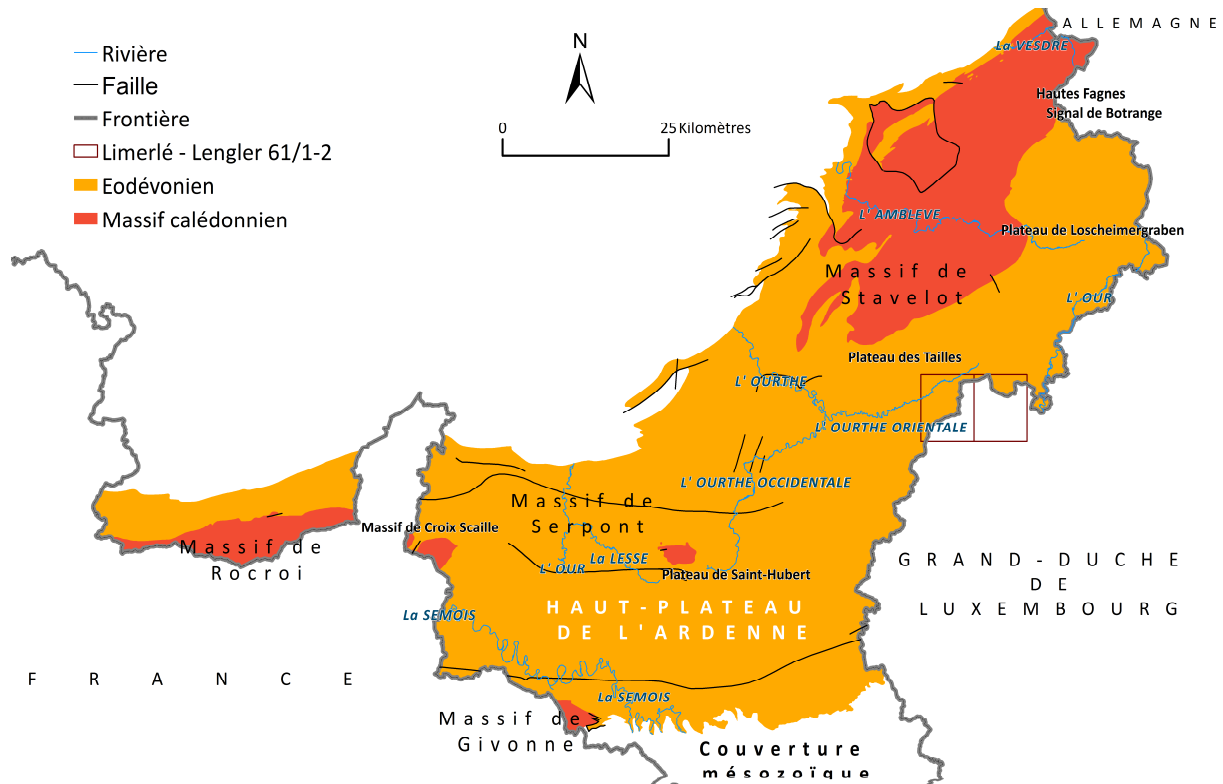 ALLEMAGNE
La VESDRE
N
Rivière
Faille
Frontière
Limerlé - Lengler 61/1-2
Eodévonien
Massif calédonnien
0
25 Kilomètres
Hautes Fagnes
Signal de Botrange
L' AMBLEVE
Plateau de Loscheimergraben
Massif de
Stavelot
L' OUR
Plateau des Tailles
L' OURTHE
L' OURTHE ORIENTALE
L' OURTHE OCCIDENTALE
Massif de
Serpont
Massif de Croix Scaille
Massif de
Rocroi
La LESSE
L' OUR
Plateau de Saint-Hubert
GRAND-DUCHE
DE
LUXEMBOURG
HAUT-PLATEAU
DE L'ARDENNE
La SEMOIS
FRANCE
La SEMOIS
Massif de
Givonne
Couverture
mésozoïque